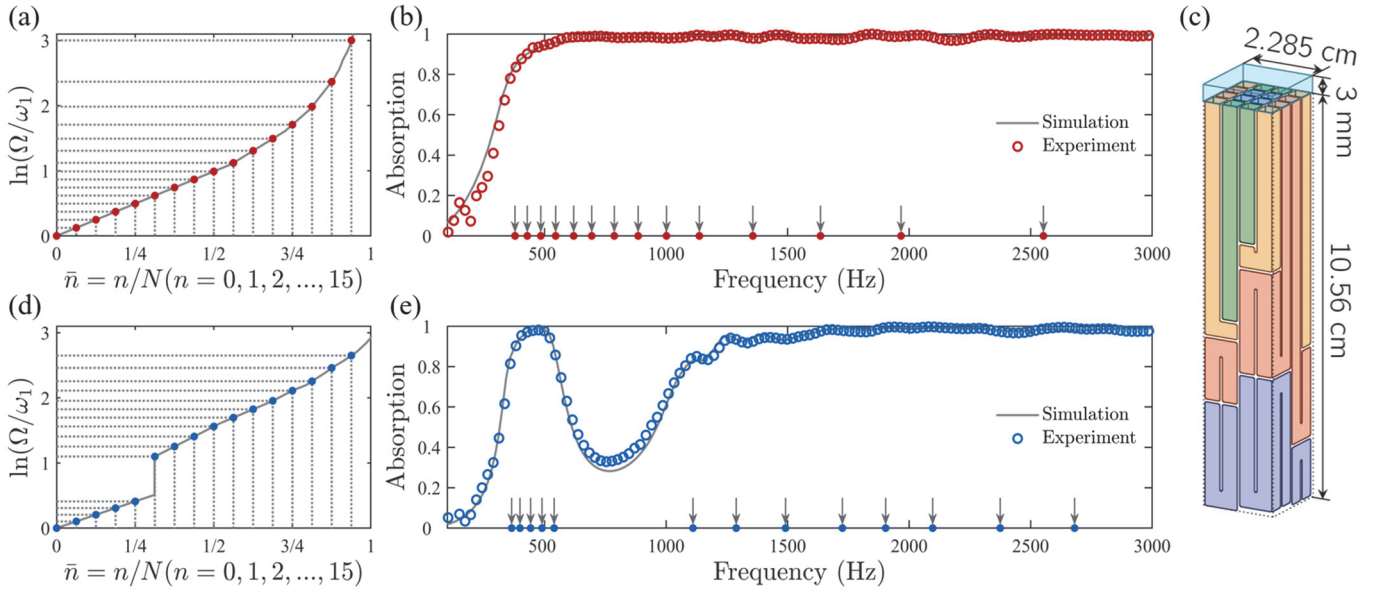 (a)
3
2
1
0
ln(Ω/ω₁)
0 1/4 1/2 3/4 1
n̄ = n/N(n = 0, 1, 2, ..., 15)
(b)
1
0.8
0.6
0.4
0.2
0
Absorption
Simulation
Experiment
500 1000 1500 2000 2500 3000
Frequency (Hz)
(c)
2.285 cm
3 mm
10.56 cm
(d)
3
2
1
0
ln(Ω/ω₁)
0 1/4 1/2 3/4 1
n̄ = n/N(n = 0, 1, 2, ..., 15)
(e)
1
0.8
0.6
0.4
0.2
0
Absorption
Simulation
Experiment
500 1000 1500 2000 2500 3000
Frequency (Hz)